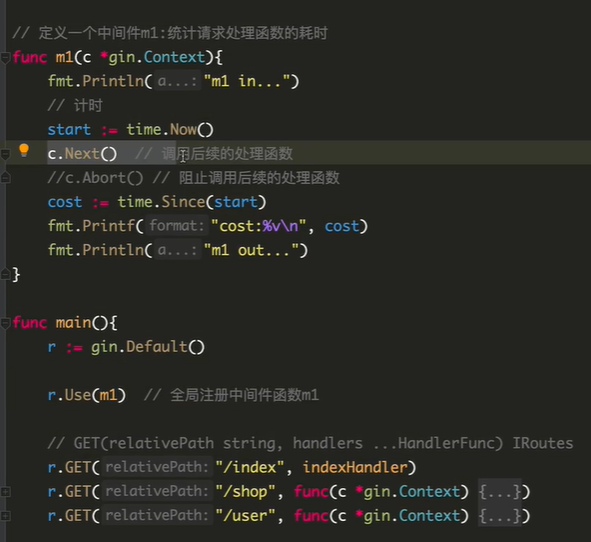 // 定义一个中间件m1:统计请求处理函数的耗时
func m1(c *gin.Context){
fmt.Println( a...: "m1 in...")
// 计时
start := time.Now()
c.Next() // 调用后续的处理函数
//c.Abort() // 阻止调用后续的处理函数
cost := time.Since(start)
fmt.Printf( format: "cost:%v\n", cost)
fmt.Println( a...: "m1 out...")
}
func main(){
r := gin.Default()
r.Use(m1) // 全局注册中间件函数m1
// GET(relativePath string, handlers ...HandlerFunc) IRoutes
r.GET( relativePath: "/index", indexHandler)
r.GET( relativePath: "/shop", func(c *gin.Context) {...})
r.GET( relativePath: "/user", func(c *gin.Context) {...})